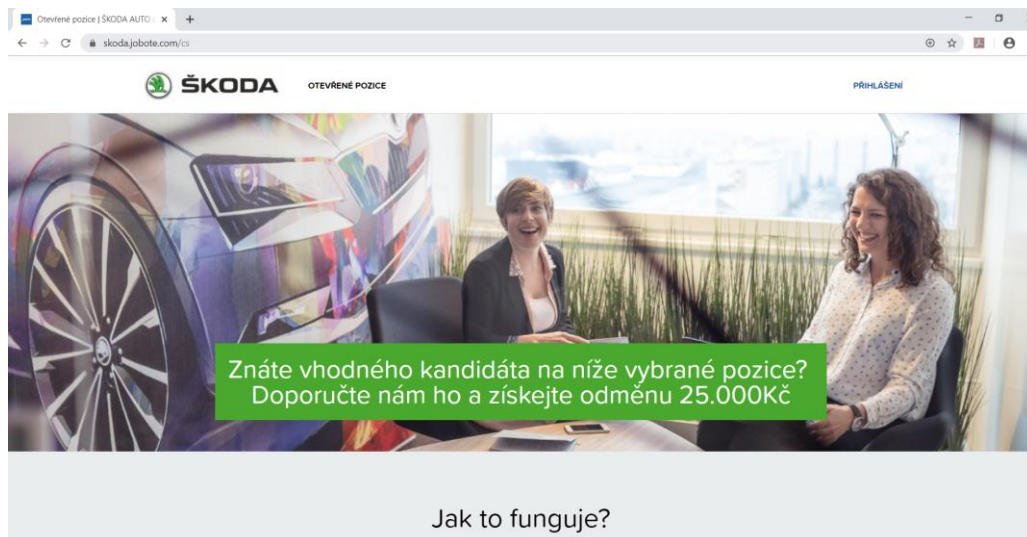 Otevřené pozice | ŠKODA AUTO
skoda.jobote.com/cs
ŠKODA
OTEVŘENÉ POZICE
PŘIHLÁŠENÍ
Znáte vhodného kandidáta na níže vybrané pozice?
Doporučte nám ho a získejte odměnu 25.000Kč
Jak to funguje?